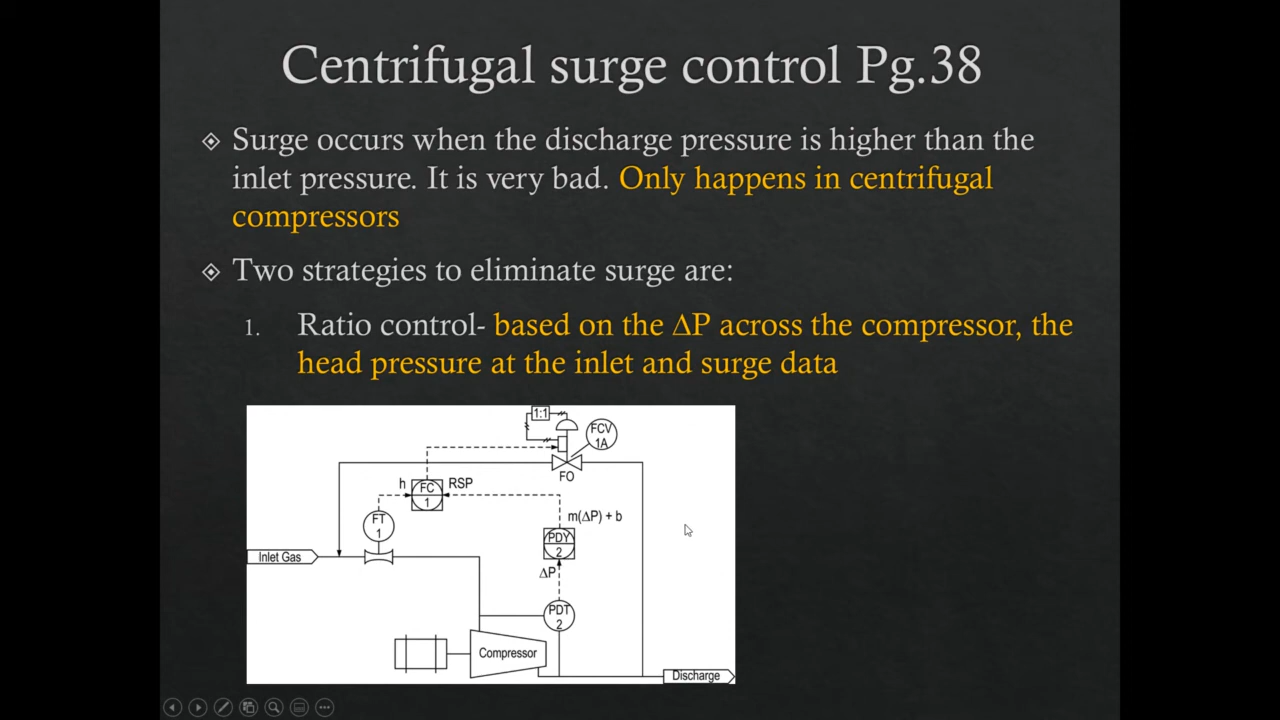 Centrifugal surge control Pg.38
Surge occurs when the discharge pressure is higher than the
inlet pressure. It is very bad. Only happens in centrifugal
compressors
Two strategies to eliminate surge are:
1. Ratio control- based on the ΔP across the compressor, the
head pressure at the inlet and surge data
1:1
FCV
1A
FO
h
FC
1
RSP
FT
1
m(ΔP) + b
PDY
2
Inlet Gas
ΔP
PDT
2
Compressor
Discharge